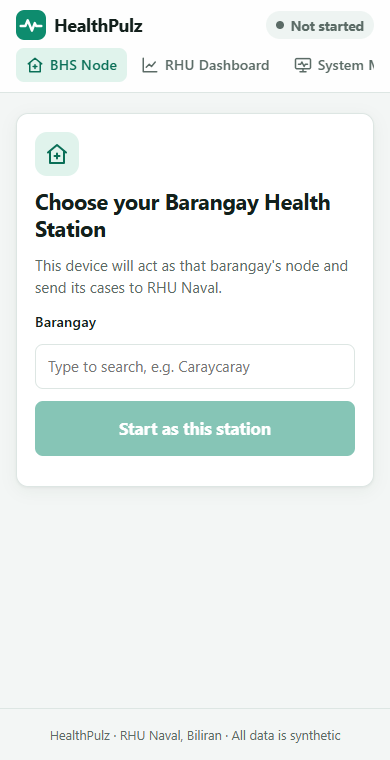 HealthPulz
Not started
BHS Node
RHU Dashboard
System M
Choose your Barangay Health
Station
This device will act as that barangay's node and
send its cases to RHU Naval.
Barangay
Type to search, e.g. Caraycaray
Start as this station
HealthPulz · RHU Naval, Biliran · All data is synthetic